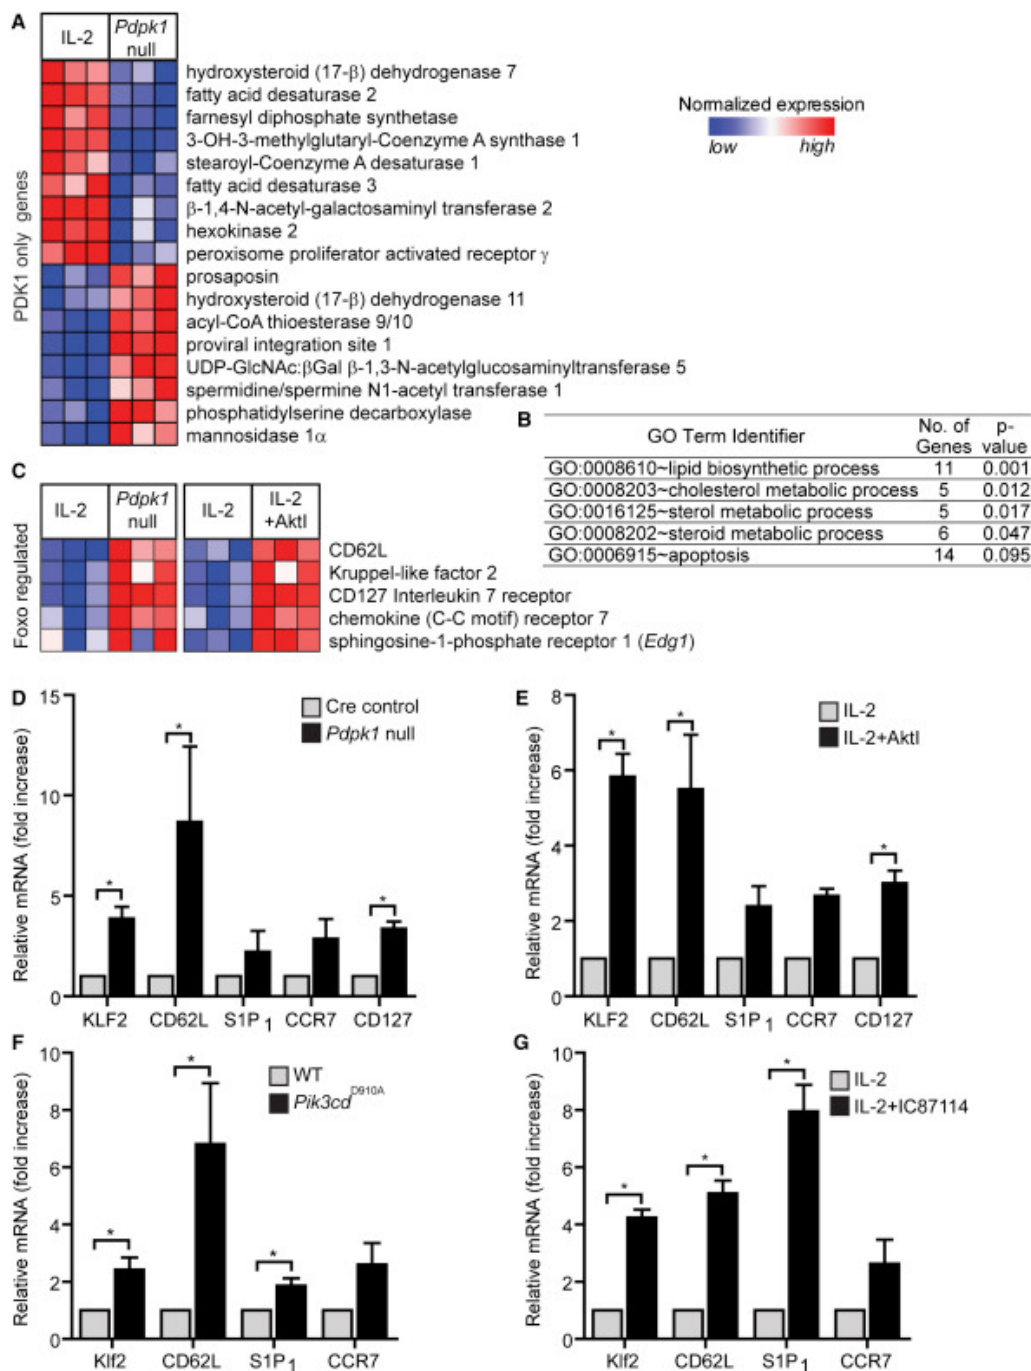 A
IL-2
Pdpk1
null
PDK1 only genes
hydroxysteroid (17-β) dehydrogenase 7
fatty acid desaturase 2
farnesyl diphosphate synthetase
3-OH-3-methylglutaryl-Coenzyme A synthase 1
stearoyl-Coenzyme A desaturase 1
fatty acid desaturase 3
β-1,4-N-acetyl-galactosaminyl transferase 2
hexokinase 2
peroxisome proliferator activated receptor γ
prosaposin
hydroxysteroid (17-β) dehydrogenase 11
acyl-CoA thioesterase 9/10
proviral integration site 1
UDP-GlcNAc:βGal β-1,3-N-acetylglucosaminyltransferase 5
spermidine/spermine N1-acetyl transferase 1
phosphatidylserine decarboxylase
mannosidase 1α
Normalized expression
low high
B
GO Term Identifier No. of Genes p-value
GO:0008610~lipid biosynthetic process 11 0.001
GO:0008203~cholesterol metabolic process 5 0.012
GO:0016125~sterol metabolic process 5 0.017
GO:0008202~steroid metabolic process 6 0.047
GO:0006915~apoptosis 14 0.095
C
IL-2
Pdpk1
null
IL-2
IL-2
+AktI
Foxo regulated
CD62L
Kruppel-like factor 2
CD127 Interleukin 7 receptor
chemokine (C-C motif) receptor 7
sphingosine-1-phosphate receptor 1 (Edg1)
D
Relative mRNA (fold increase)
15
10
5
0
Cre control
Pdpk1 null
* * *
KLF2 CD62L S1P1 CCR7 CD127
E
Relative mRNA (fold increase)
8
6
4
2
0
IL-2
IL-2+AktI
* * *
KLF2 CD62L S1P1 CCR7 CD127
F
Relative mRNA (fold increase)
10
8
6
4
2
0
WT
Pik3cd D910A
* * *
Klf2 CD62L S1P1 CCR7
G
Relative mRNA (fold increase)
10
8
6
4
2
0
IL-2
IL-2+IC87114
* * *
Klf2 CD62L S1P1 CCR7